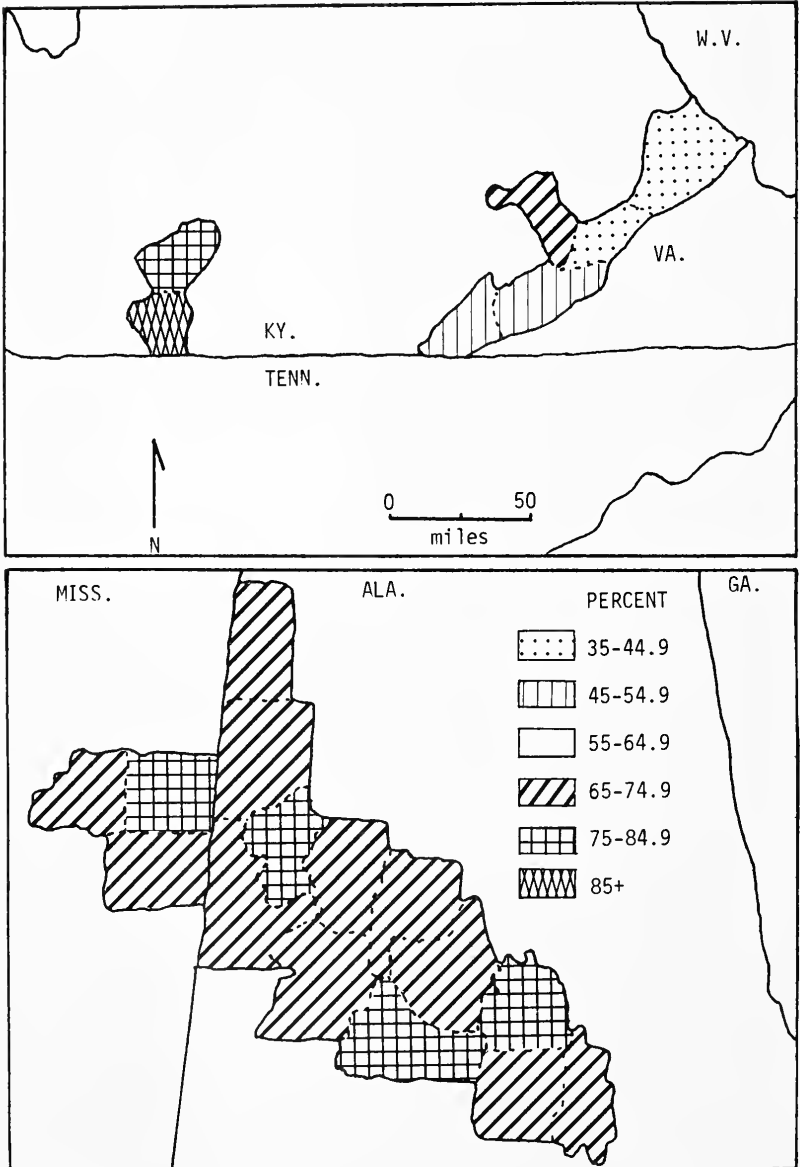 W.V.
VA.
KY.
TENN.
0 50
miles
N
MISS.
ALA.
GA.
PERCENT
35-44.9
45-54.9
55-64.9
65-74.9
75-84.9
85+